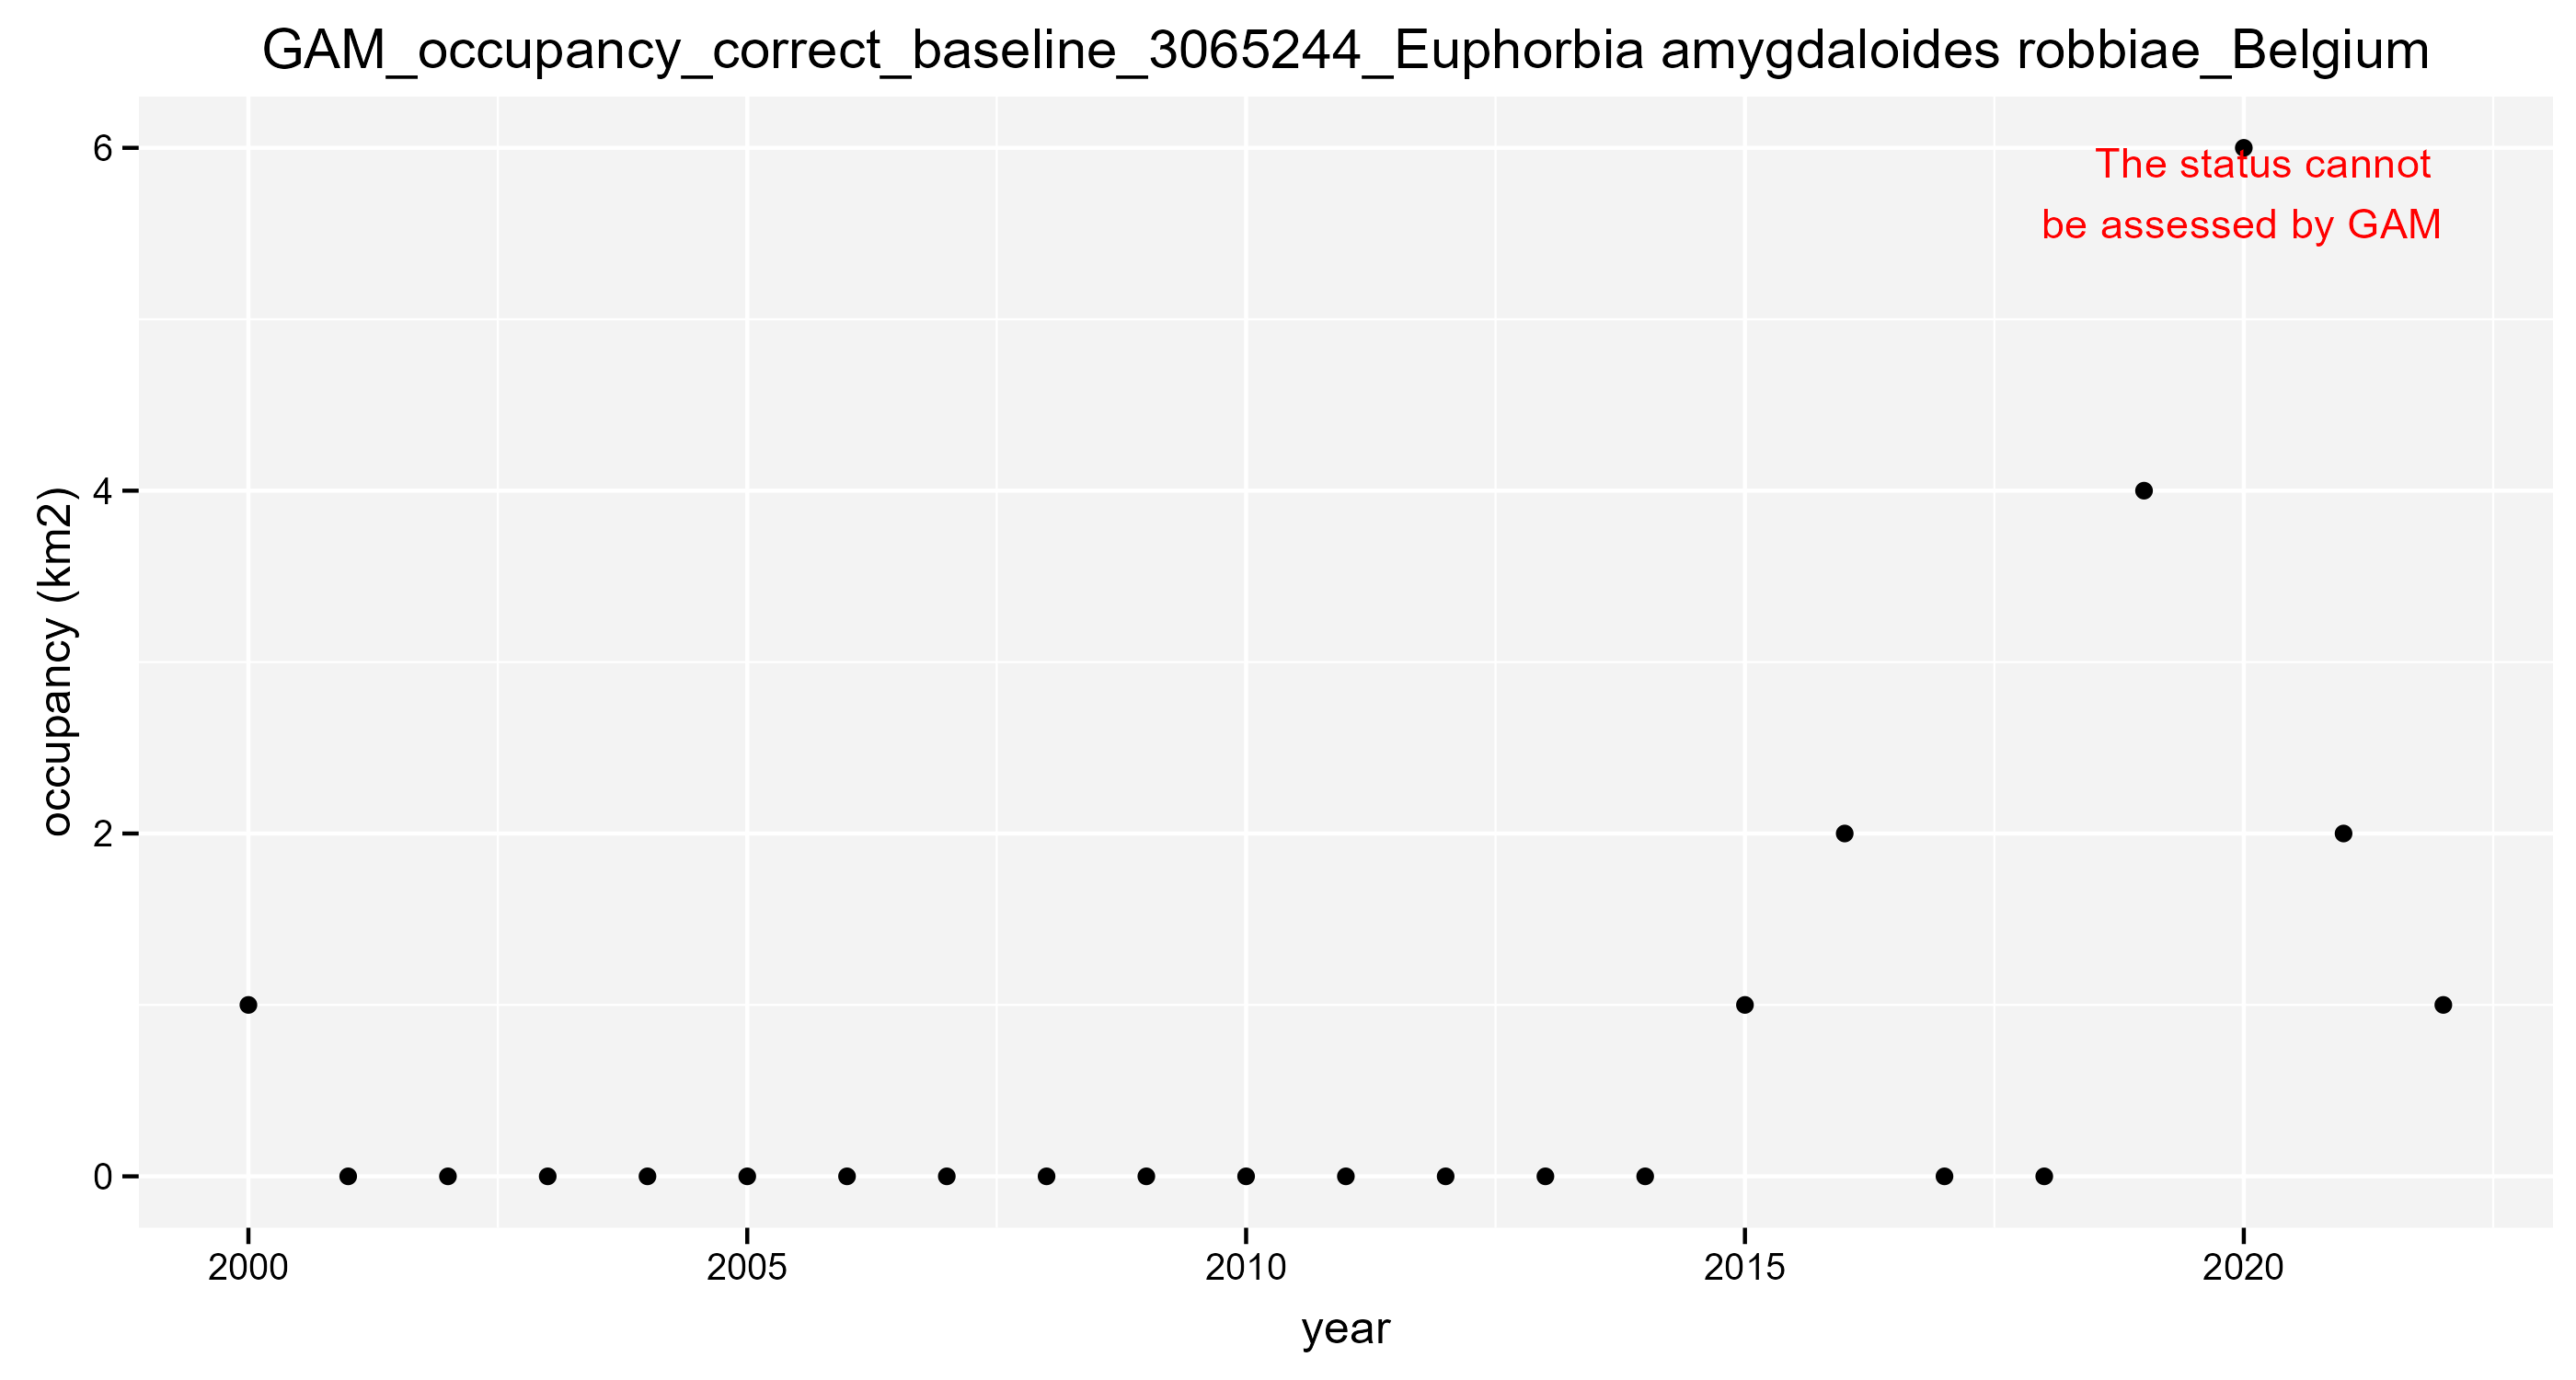 GAM_occupancy_correct_baseline_3065244_Euphorbia amygdaloides robbiae_Belgium
The status cannot
be assessed by GAM
occupancy (km2)
6
4
2
0
2000
2005
2010
2015
2020
year